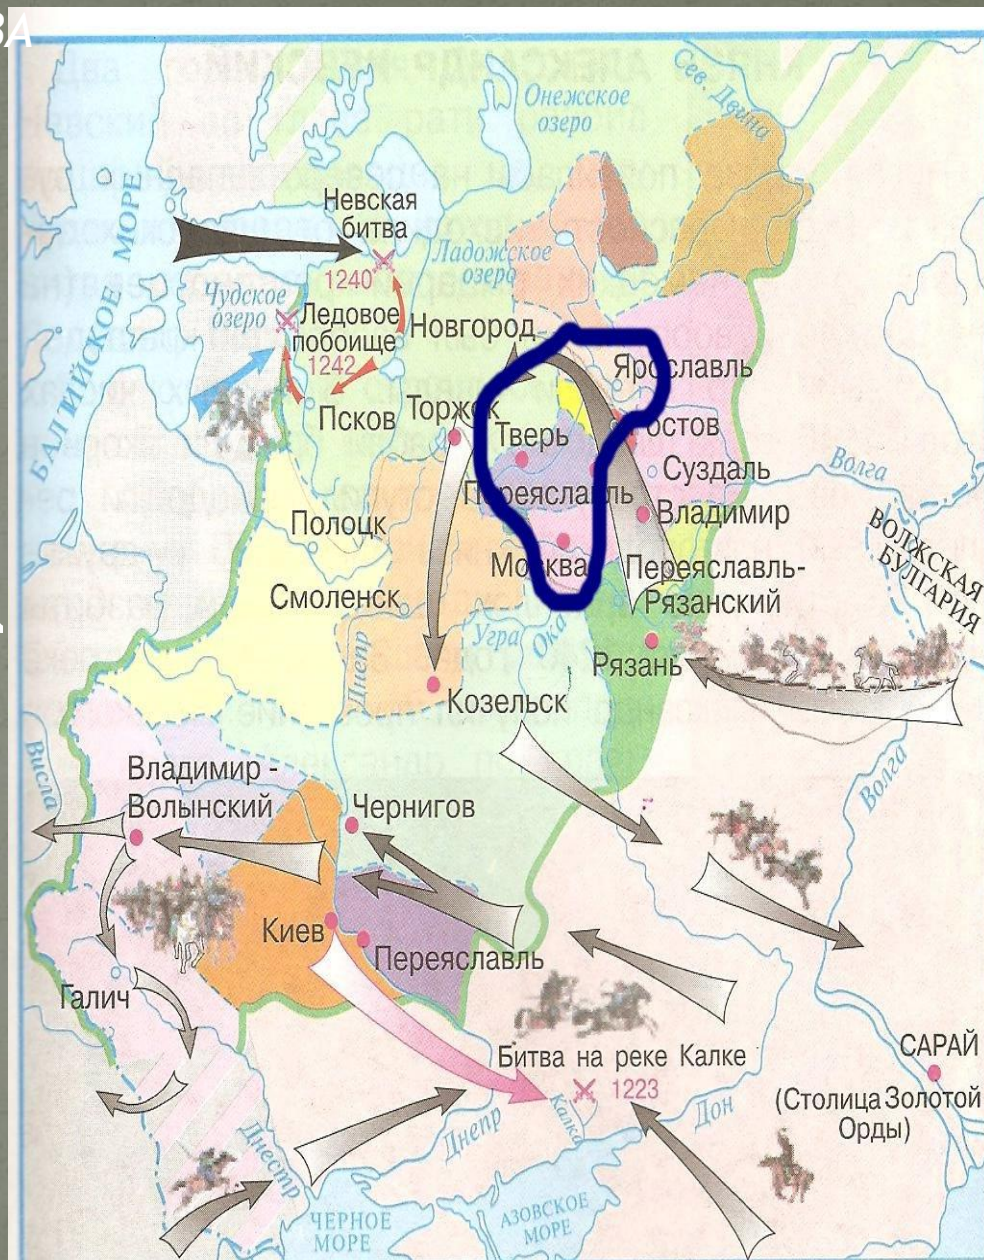 ВА
Онежское
озеро
Сев. Двина
БАЛТИЙСКОЕ МОРЕ
Невская
битва
1240
Ладожское
озеро
Чудское
озеро
Ледовое
побоище
1242
Новгород
Псков
Торжок
Ярославль
Ростов
Тверь
Суздаль
Волга
Переяславль
Владимир
ВОЛЖСКАЯ
БУЛГАРИЯ
Полоцк
Москва
Переяславль-
Рязанский
Смоленск
Угра
Ока
Днепр
Рязань
Козельск
Висла
Волга
Владимир -
Волынский
Чернигов
Киев
Переяславль
Галич
Битва на реке Калке
1223
Калка
САРАЙ
(Столица Золотой
Орды)
Дон
Днепр
Днестр
ЧЕРНОЕ
МОРЕ
АЗОВСКОЕ
МОРЕ